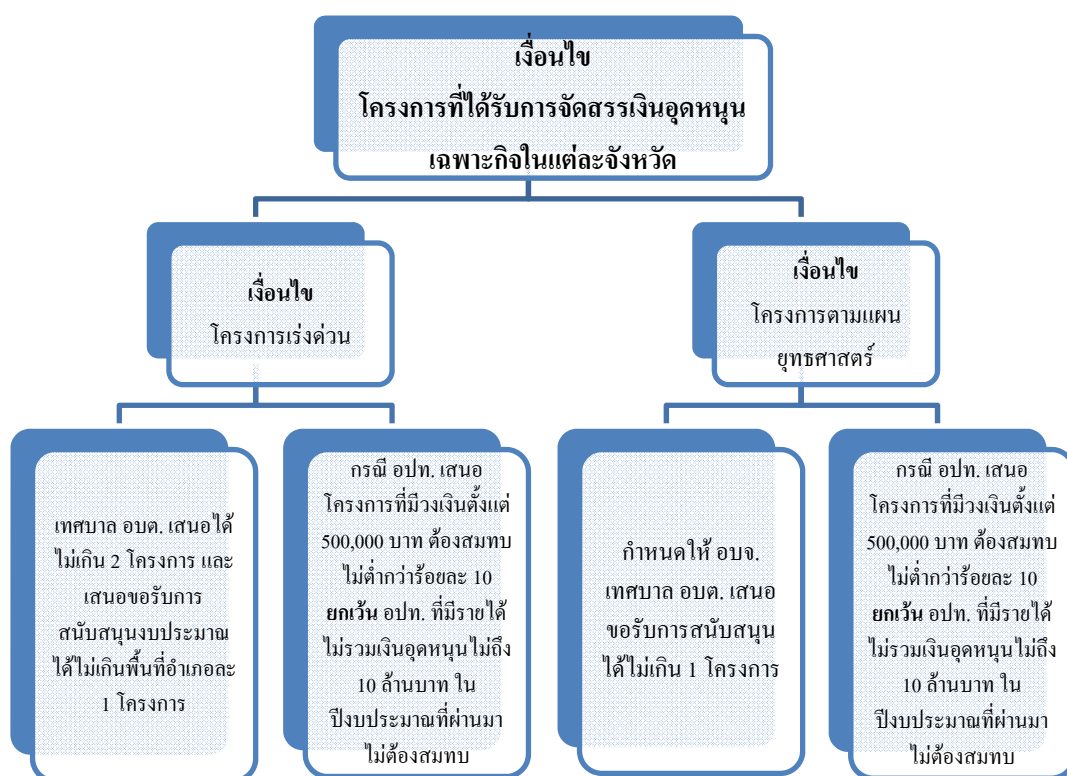 เงื่อนไข
โครงการที่ได้รับการจัดสรรเงินอุดหนุน
เฉพาะกิจในแต่ละจังหวัด
เงื่อนไข
โครงการเร่งด่วน
เงื่อนไข
โครงการตามแผน
ยุทธศาสตร์
เทศบาล อบต. เสนอได้
ไม่เกิน 2 โครงการ และ
เสนอขอรับการ
สนับสนุนงบประมาณ
ได้ไม่เกินพื้นที่อำเภอละ
1 โครงการ
กรณี อปท. เสนอ
โครงการที่มีวงเงินตั้งแต่
500,000 บาท ต้องสมทบ
ไม่ต่ำกว่าร้อยละ 10
ยกเว้น อปท. ที่มีรายได้
ไม่รวมเงินอุดหนุนไม่ถึง
10 ล้านบาท ใน
ปีงบประมาณที่ผ่านมา
ไม่ต้องสมทบ
กำหนดให้ อบจ.
เทศบาล อบต. เสนอ
ขอรับการสนับสนุน
ได้ไม่เกิน 1 โครงการ
กรณี อปท. เสนอ
โครงการที่มีวงเงินตั้งแต่
500,000 บาท ต้องสมทบ
ไม่ต่ำกว่าร้อยละ 10
ยกเว้น อปท. ที่มีรายได้
ไม่รวมเงินอุดหนุนไม่ถึง
10 ล้านบาท ใน
ปีงบประมาณที่ผ่านมา
ไม่ต้องสมทบ